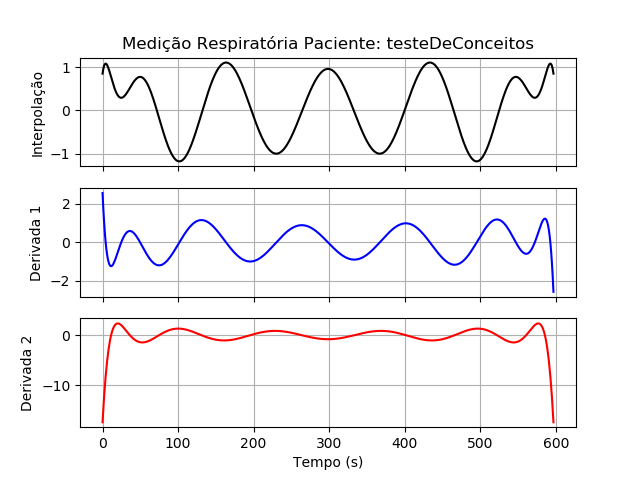 Medição Respiratória Paciente: testeDeConceitos
Interpolação
1
0
−1
Derivada 1
2
0
−2
Derivada 2
0
−10
0 100 200 300 400 500 600
Tempo (s)